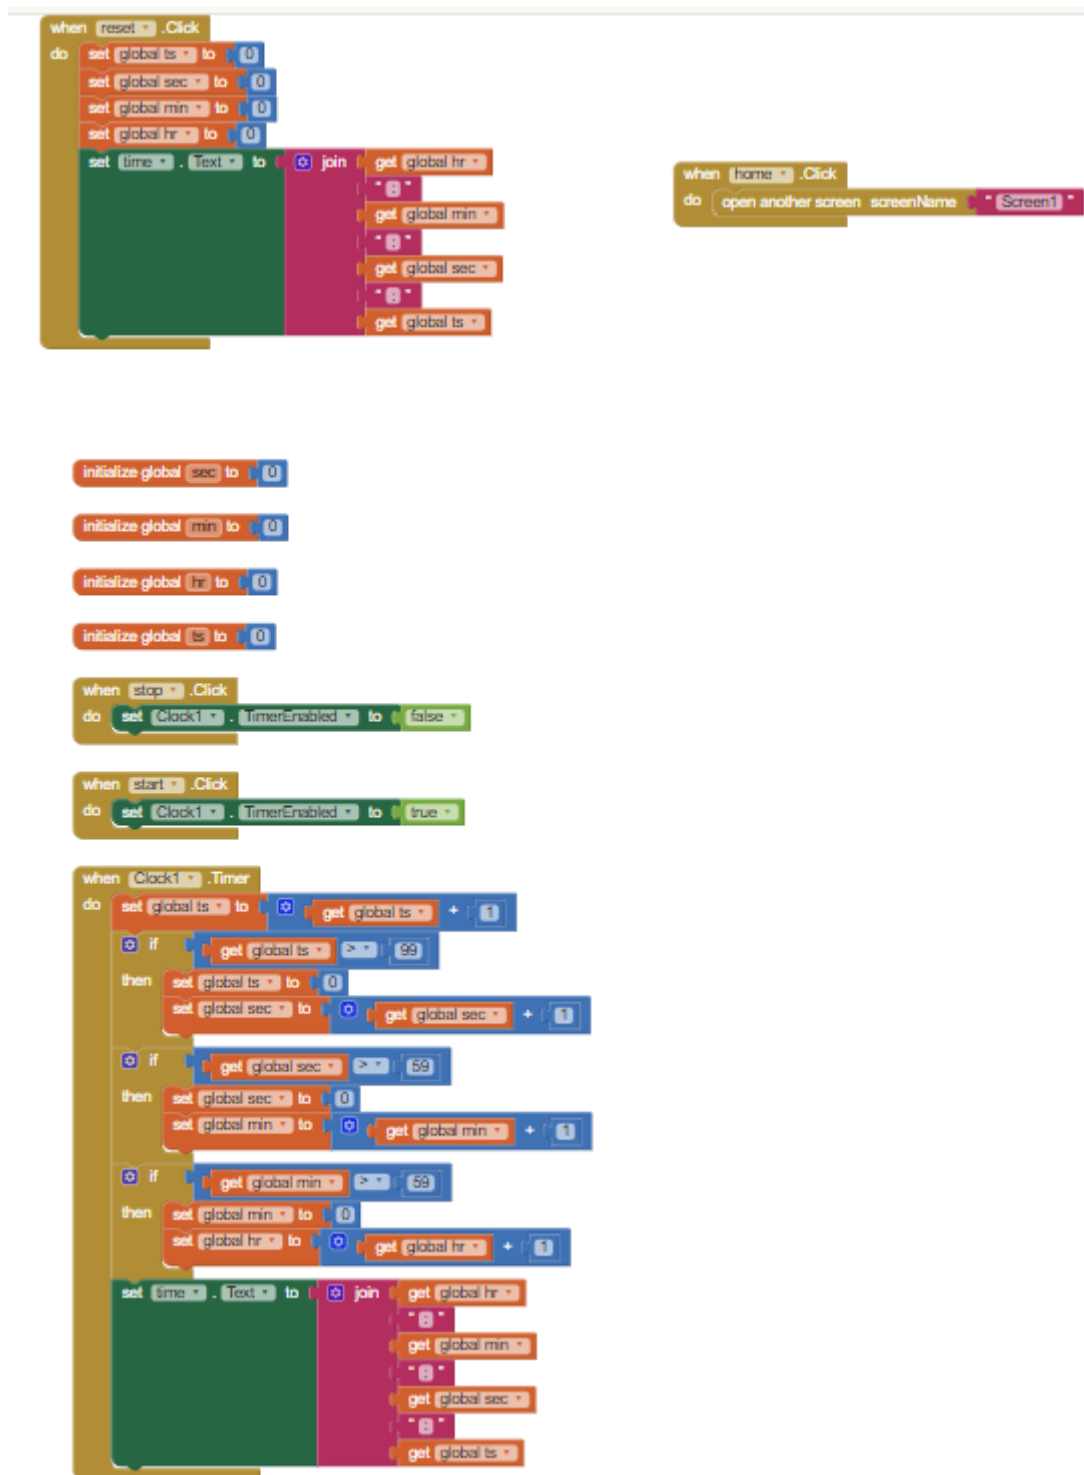 when reset .Click
do set global ts to 0
set global sec to 0
set global min to 0
set global hr to 0
set time . Text to join get global hr
" : "
get global min
" : "
get global sec
" : "
get global ts
when home .Click
do open another screen screenName " Screen1 "
initialize global sec to 0
initialize global min to 0
initialize global hr to 0
initialize global ts to 0
when stop .Click
do set Clock1 . TimerEnabled to false
when start .Click
do set Clock1 . TimerEnabled to true
when Clock1 .Timer
do set global ts to get global ts + 1
if get global ts > 99
then set global ts to 0
set global sec to get global sec + 1
if get global sec > 59
then set global sec to 0
set global min to get global min + 1
if get global min > 59
then set global min to 0
set global hr to get global hr + 1
set time . Text to join get global hr
" : "
get global min
" : "
get global sec
" : "
get global ts